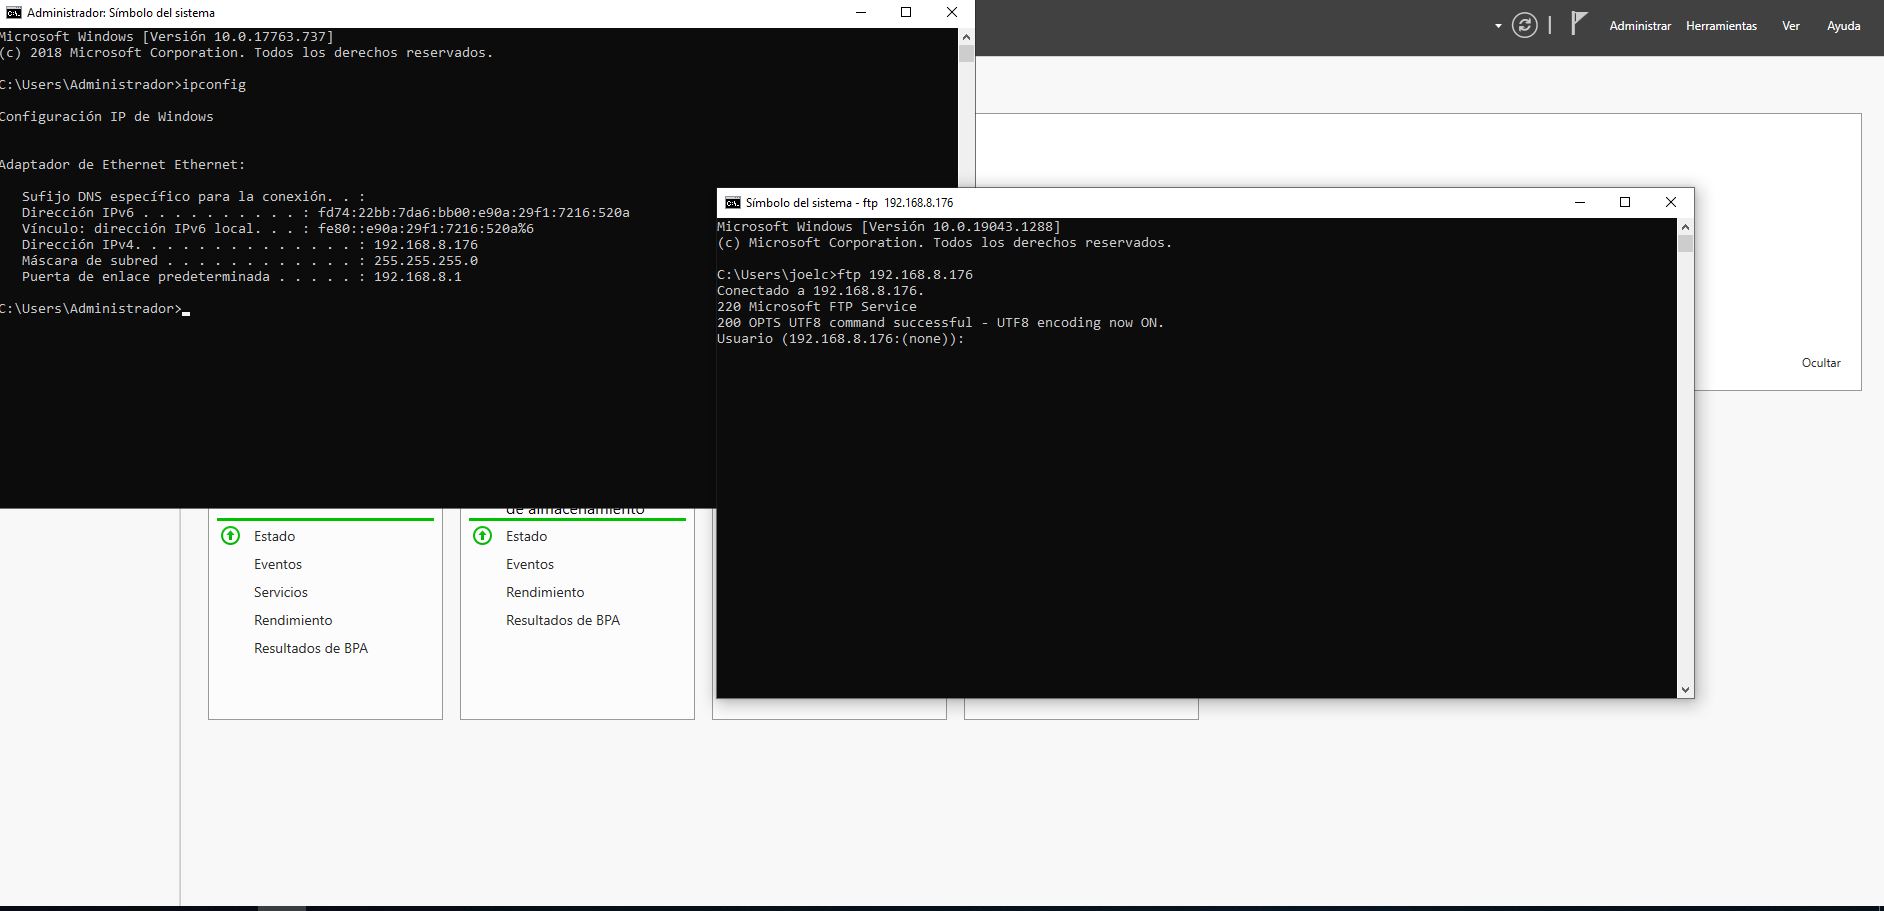 Administrador: Símbolo del sistema
Microsoft Windows [Versión 10.0.17763.737]
(c) 2018 Microsoft Corporation. Todos los derechos reservados.
C:\Users\Administrador>ipconfig
Configuración IP de Windows
Adaptador de Ethernet Ethernet:
Sufijo DNS específico para la conexión. . :
Dirección IPv6 . . . . . . . . . . : fd74:22bb:7da6:bb00:e90a:29f1:7216:520a
Vínculo: dirección IPv6 local. . . : fe80::e90a:29f1:7216:520a%6
Dirección IPv4. . . . . . . . . . . . . . : 192.168.8.176
Máscara de subred . . . . . . . . . . . . : 255.255.255.0
Puerta de enlace predeterminada . . . . . : 192.168.8.1
C:\Users\Administrador>
Administrar Herramientas Ver Ayuda
Símbolo del sistema - ftp 192.168.8.176
Microsoft Windows [Versión 10.0.19043.1288]
(c) Microsoft Corporation. Todos los derechos reservados.
C:\Users\joelc>ftp 192.168.8.176
Conectado a 192.168.8.176.
220 Microsoft FTP Service
200 OPTS UTF8 command successful - UTF8 encoding now ON.
Usuario (192.168.8.176:(none)):
Ocultar
Estado
Eventos
Servicios
Rendimiento
Resultados de BPA
de almacenamiento
Estado
Eventos
Rendimiento
Resultados de BPA